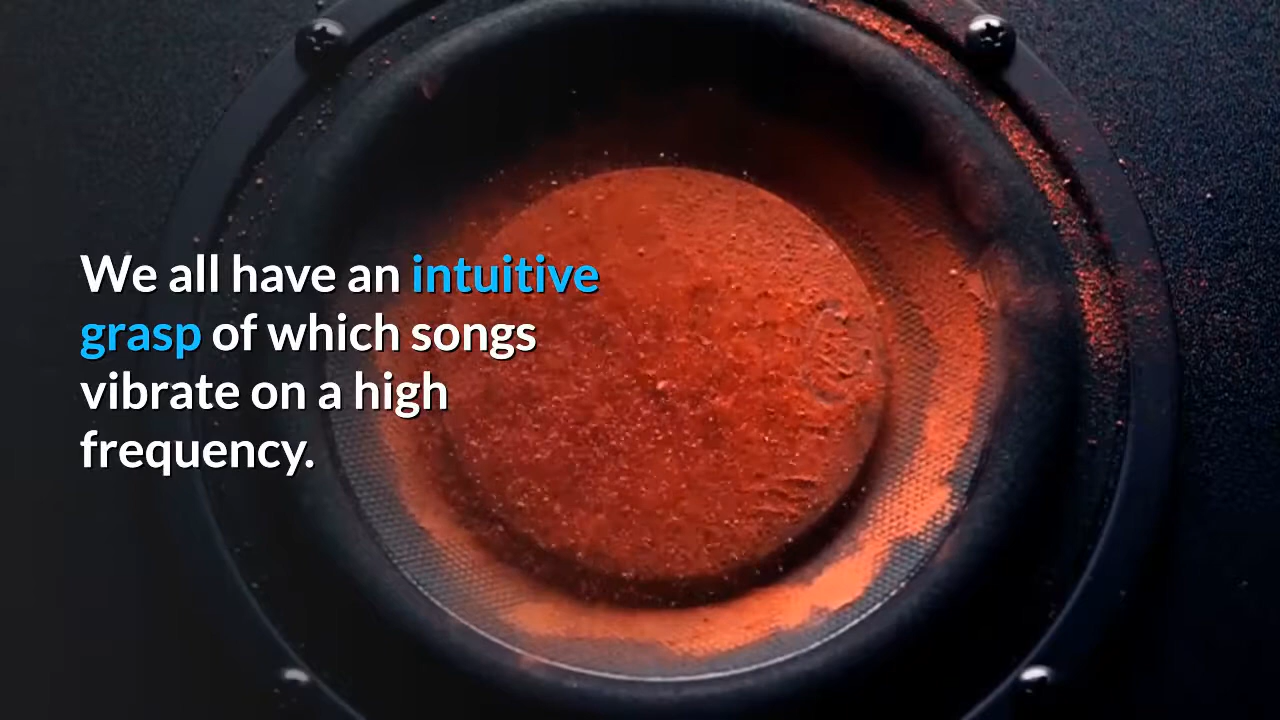 We all have an intuitive
grasp of which songs
vibrate on a high
frequency.